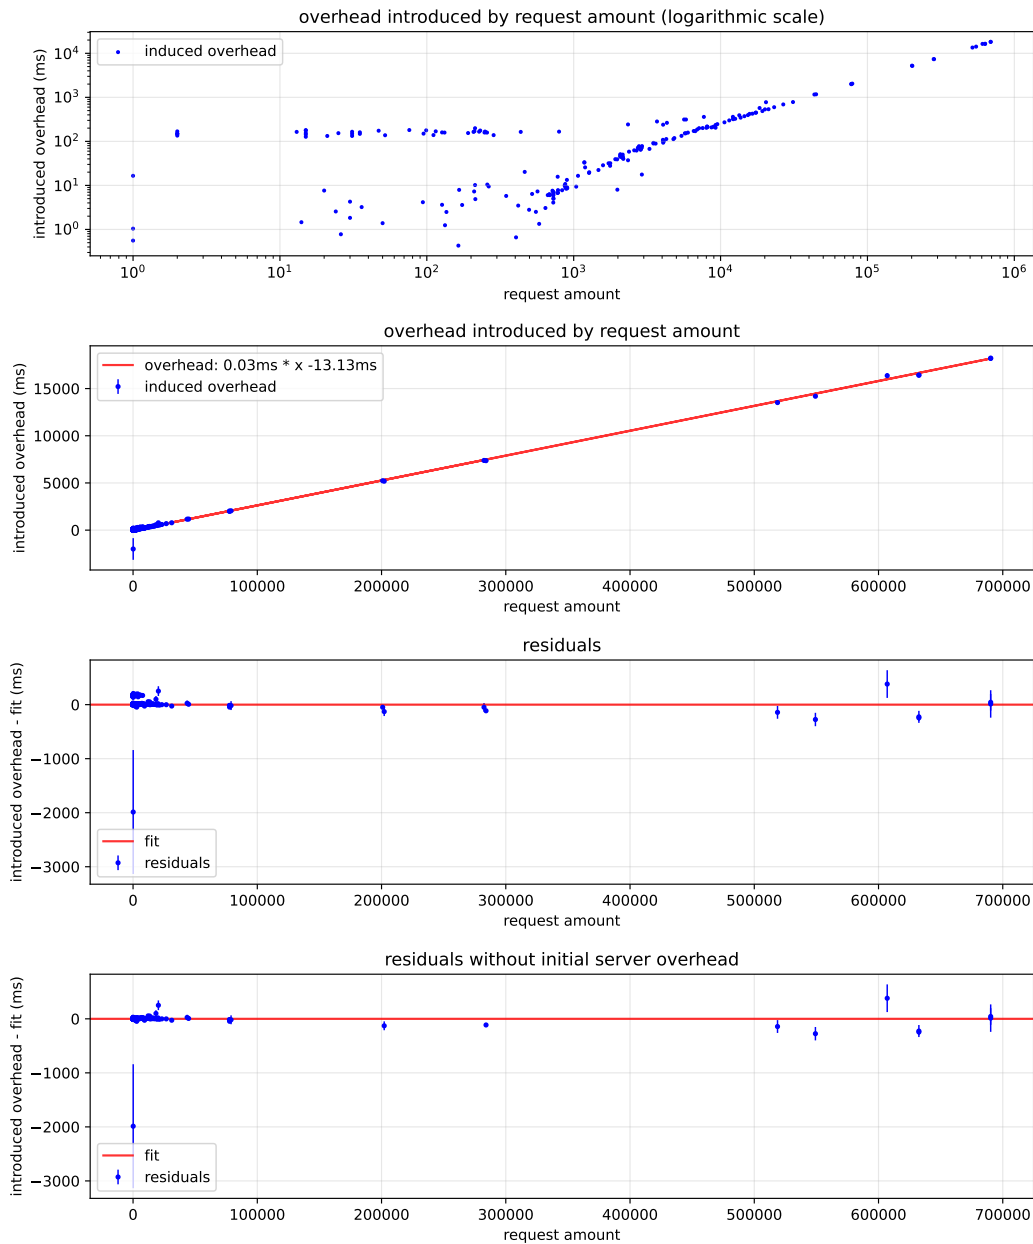 overhead introduced by request amount (logarithmic scale)
induced overhead
introduced overhead (ms)
10⁴
10³
10²
10¹
10⁰
10⁰ 10¹ 10² 10³ 10⁴ 10⁵ 10⁶
request amount
overhead introduced by request amount
overhead: 0.03ms * x -13.13ms
induced overhead
introduced overhead (ms)
15000
10000
5000
0
0 100000 200000 300000 400000 500000 600000 700000
request amount
residuals
introduced overhead - fit (ms)
0
−1000
−2000
−3000
fit
residuals
0 100000 200000 300000 400000 500000 600000 700000
request amount
residuals without initial server overhead
introduced overhead - fit (ms)
0
−1000
−2000
−3000
fit
residuals
0 100000 200000 300000 400000 500000 600000 700000
request amount